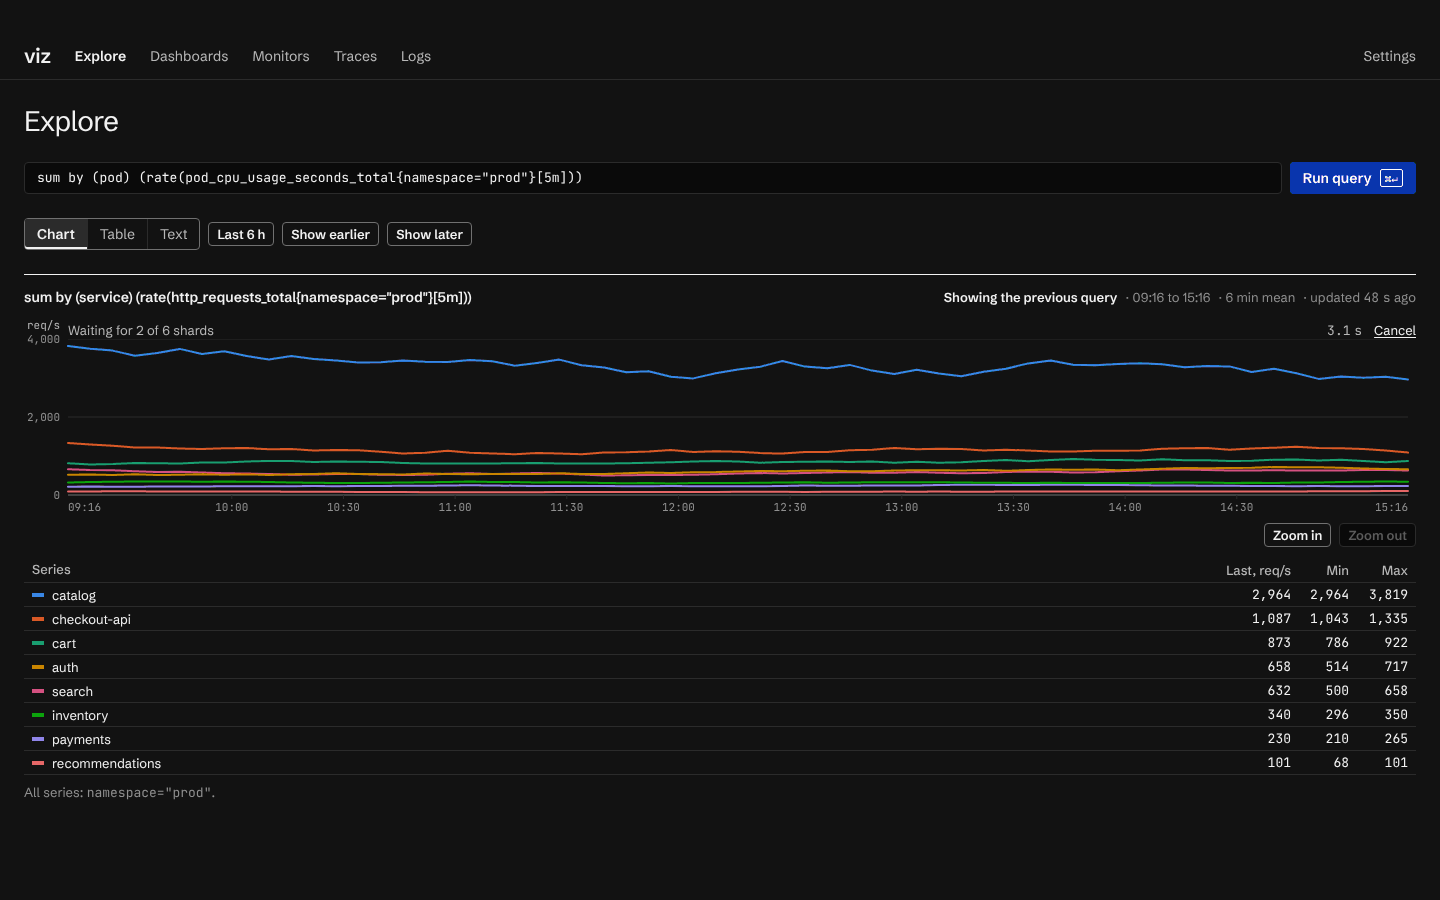 viz Explore Dashboards Monitors Traces Logs Settings
Explore
sum by (pod) (rate(pod_cpu_usage_seconds_total{namespace="prod"}[5m])) Run query ⌘↵
Chart Table Text Last 6 h Show earlier Show later
sum by (service) (rate(http_requests_total{namespace="prod"}[5m])) Showing the previous query · 09:16 to 15:16 · 6 min mean · updated 48 s ago
req/s Waiting for 2 of 6 shards 3.1 s Cancel
4,000
2,000
0
09:16 10:00 10:30 11:00 11:30 12:00 12:30 13:00 13:30 14:00 14:30 15:16
Zoom in Zoom out
Series Last, req/s Min Max
catalog 2,964 2,964 3,819
checkout-api 1,087 1,043 1,335
cart 873 786 922
auth 658 514 717
search 632 500 658
inventory 340 296 350
payments 230 210 265
recommendations 101 68 101
All series: namespace="prod".